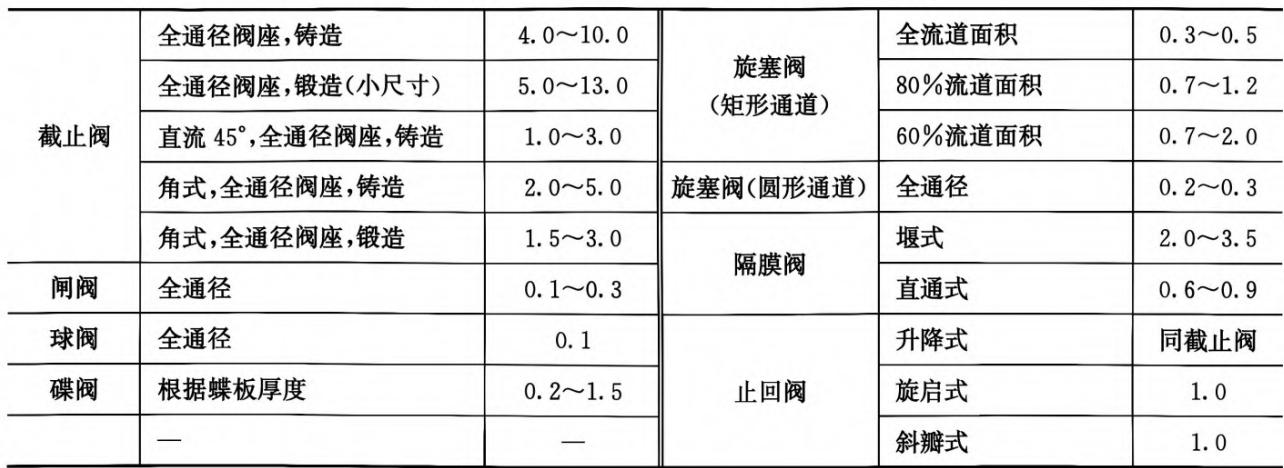 截止阀 全通径阀座,铸造 4.0～10.0
全通径阀座,锻造(小尺寸) 5.0～13.0
直流 45°,全通径阀座,铸造 1.0～3.0
角式,全通径阀座,铸造 2.0～5.0
角式,全通径阀座,锻造 1.5～3.0
闸阀 全通径 0.1～0.3
球阀 全通径 0.1
碟阀 根据蝶板厚度 0.2～1.5
— —
旋塞阀
(矩形通道)
全流道面积 0.3～0.5
80%流道面积 0.7～1.2
60%流道面积 0.7～2.0
旋塞阀(圆形通道) 全通径 0.2～0.3
隔膜阀 堰式 2.0～3.5
直通式 0.6～0.9
止回阀 升降式 同截止阀
旋启式 1.0
斜瓣式 1.0